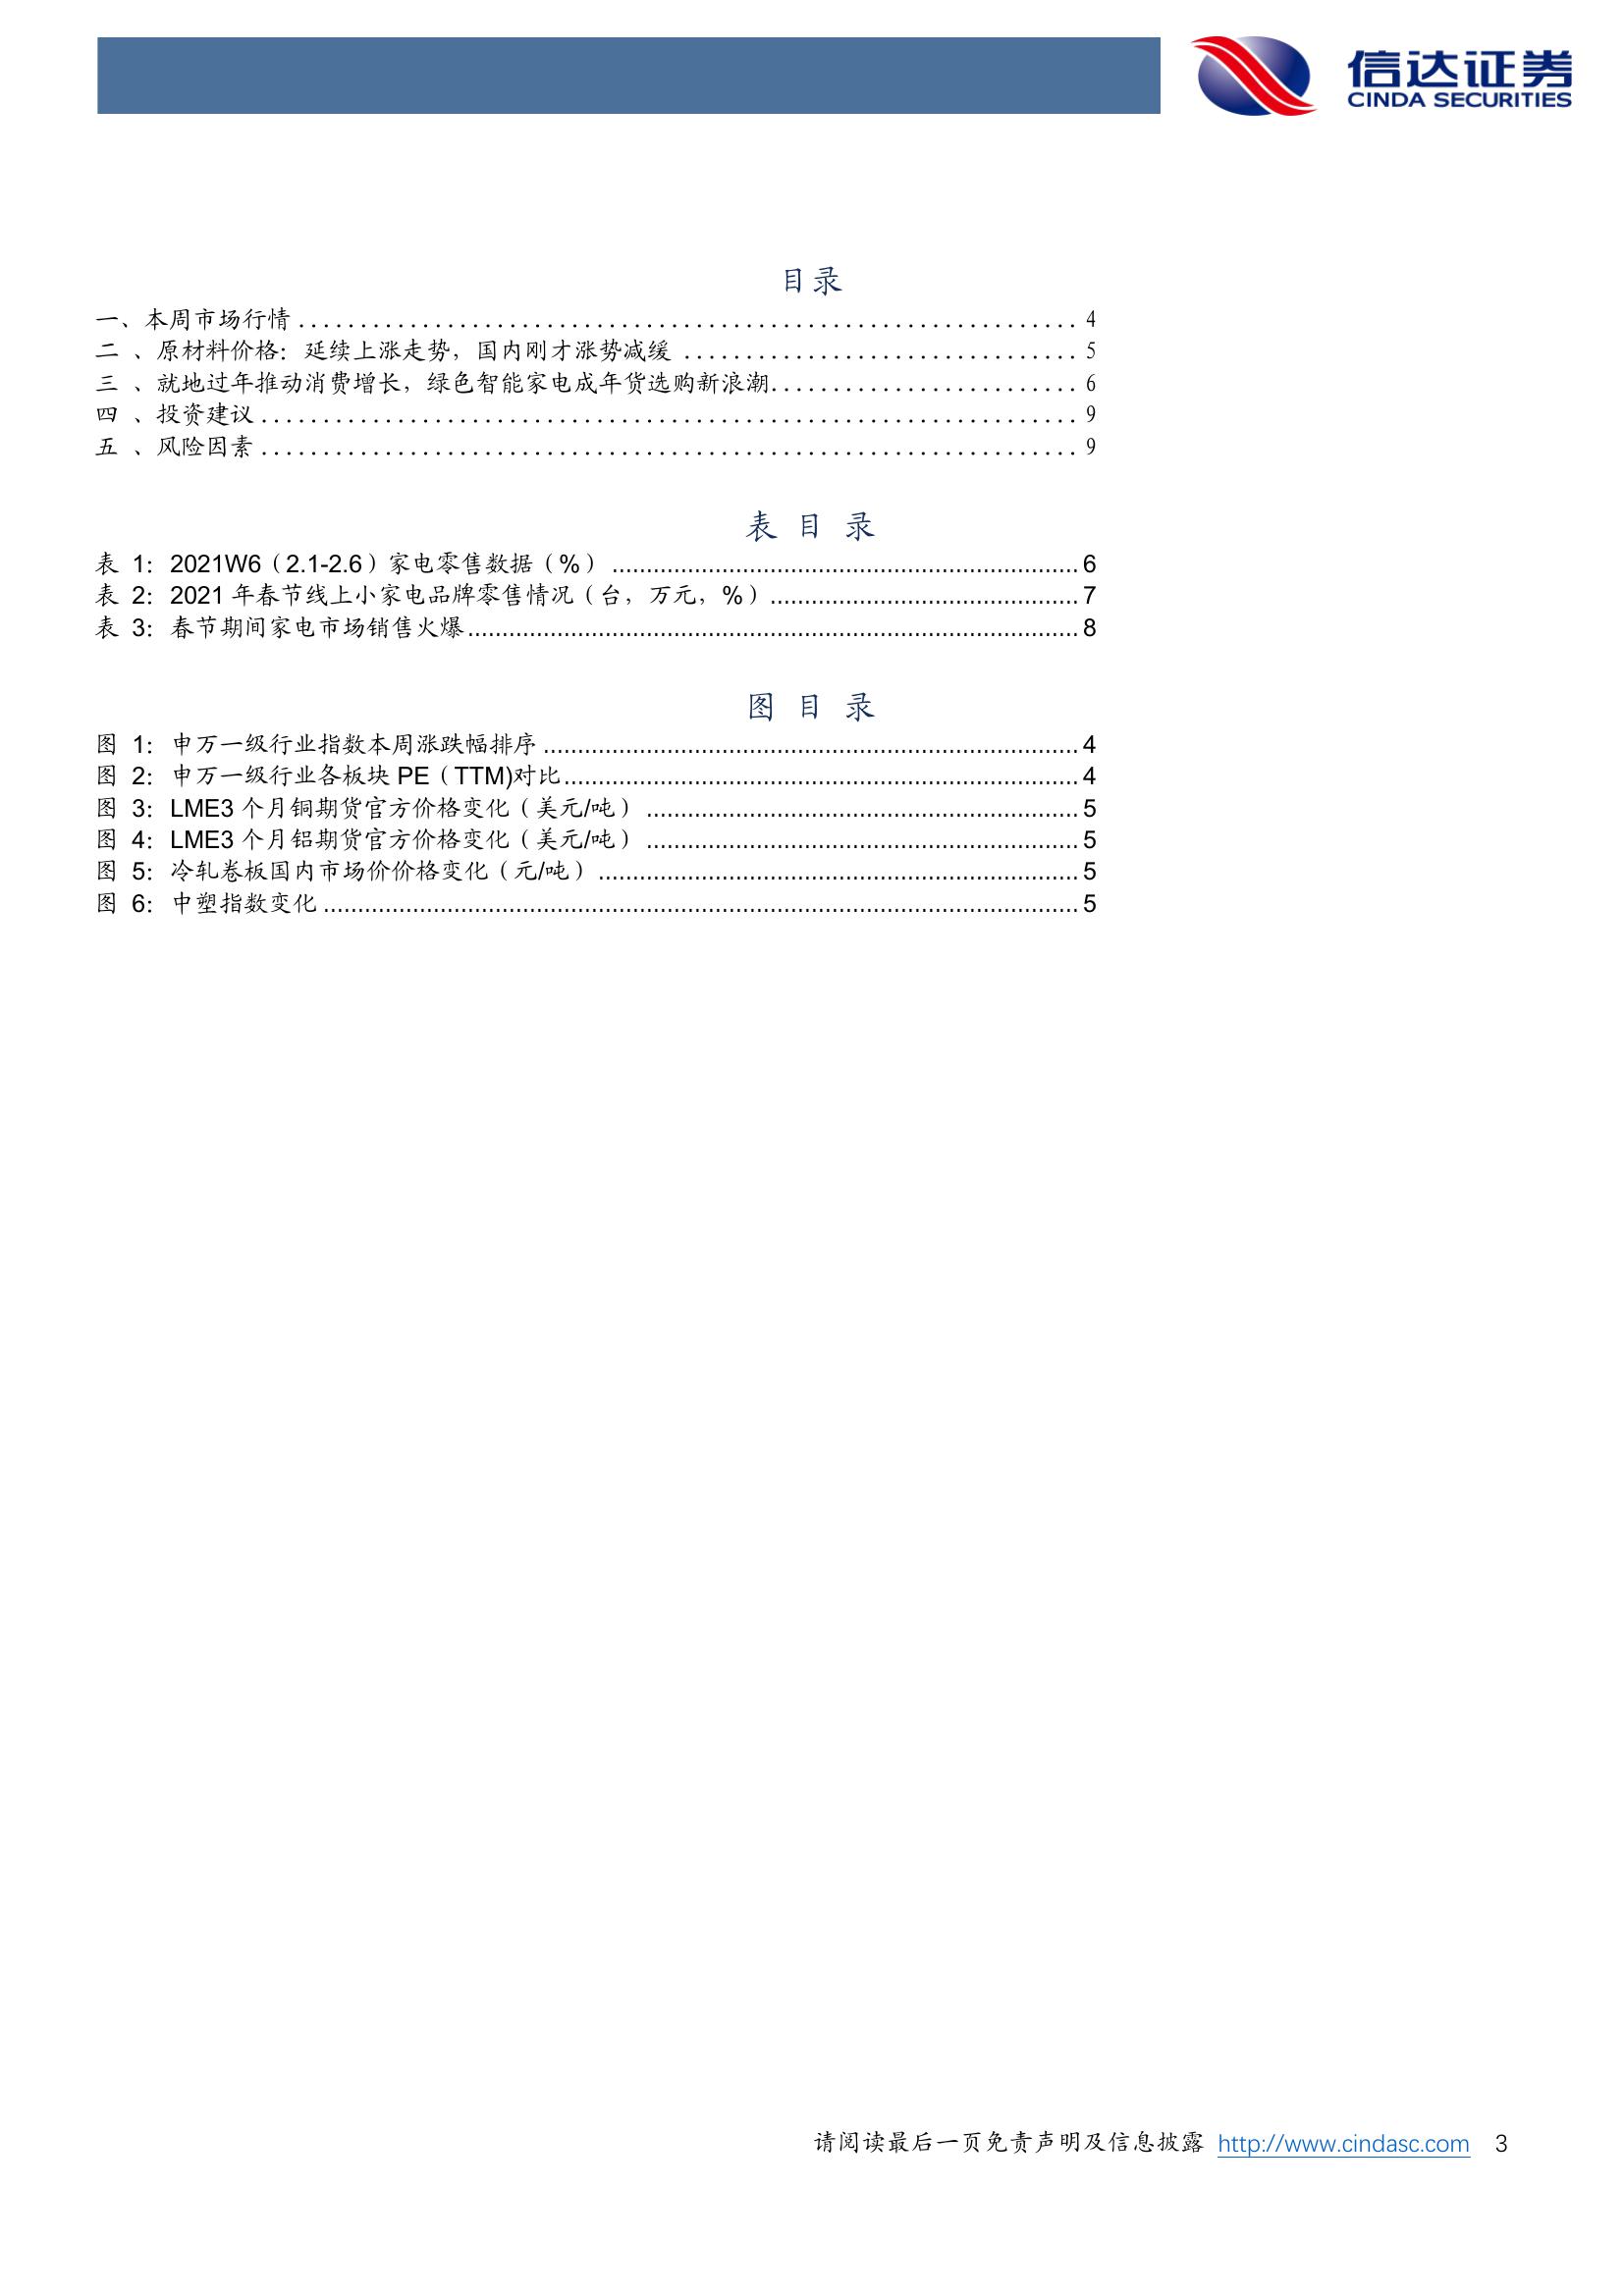 信达证券
CINDA SECURITIES
目录
一、本周市场行情 ................................................................ 4
二 、原材料价格：延续上涨走势，国内刚才涨势减缓 ................................ 5
三 、就地过年推动消费增长，绿色智能家电成年货选购新浪潮......................... 6
四 、投资建议 ................................................................... 9
五 、风险因素 ................................................................... 9
表 目 录
表 1：2021W6（2.1-2.6）家电零售数据（%） .................................................................... 6
表 2：2021 年春节线上小家电品牌零售情况（台，万元，%） ............................................. 7
表 3：春节期间家电市场销售火爆 ......................................................................................... 8
图 目 录
图 1：申万一级行业指数本周涨跌幅排序 .............................................................................. 4
图 2：申万一级行业各板块 PE（TTM)对比 ........................................................................... 4
图 3：LME3 个月铜期货官方价格变化（美元/吨） ............................................................... 5
图 4：LME3 个月铝期货官方价格变化（美元/吨） ............................................................... 5
图 5：冷轧卷板国内市场价价格变化（元/吨） ...................................................................... 5
图 6：中塑指数变化 .............................................................................................................. 5
请阅读最后一页免责声明及信息披露 http://www.cindasc.com 3